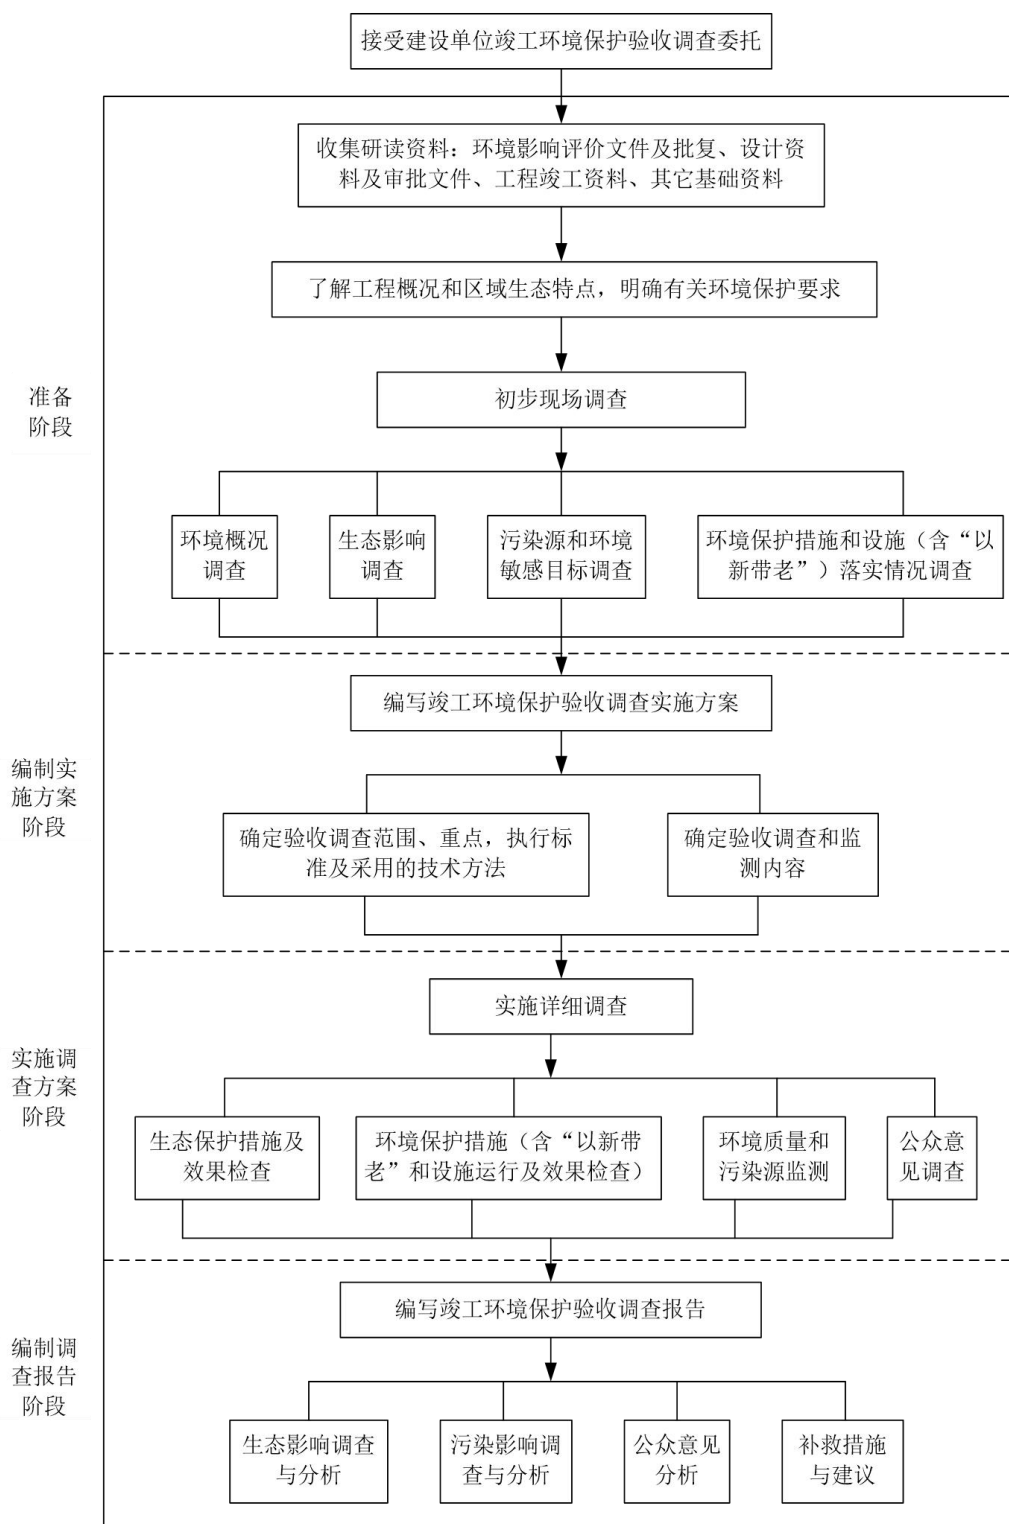 接受建设单位竣工环境保护验收调查委托
收集研读资料：环境影响评价文件及批复、设计资
料及审批文件、工程竣工资料、其它基础资料
了解工程概况和区域生态特点，明确有关环境保护要求
准备
阶段
初步现场调查
环境概况
调查
生态影响
调查
污染源和环境
敏感目标调查
环境保护措施和设施（含“以
新带老”）落实情况调查
编写竣工环境保护验收调查实施方案
编制实
施方案
阶段
确定验收调查范围、重点，执行标
准及采用的技术方法
确定验收调查和监
测内容
实施详细调查
实施调
查方案
阶段
生态保护措施及
效果检查
环境保护措施（含“以新带
老”和设施运行及效果检查）
环境质量和
污染源监测
公众意
见调查
编写竣工环境保护验收调查报告
编制调
查报告
阶段
生态影响调查
与分析
污染影响调
查与分析
公众意见
分析
补救措施
与建议